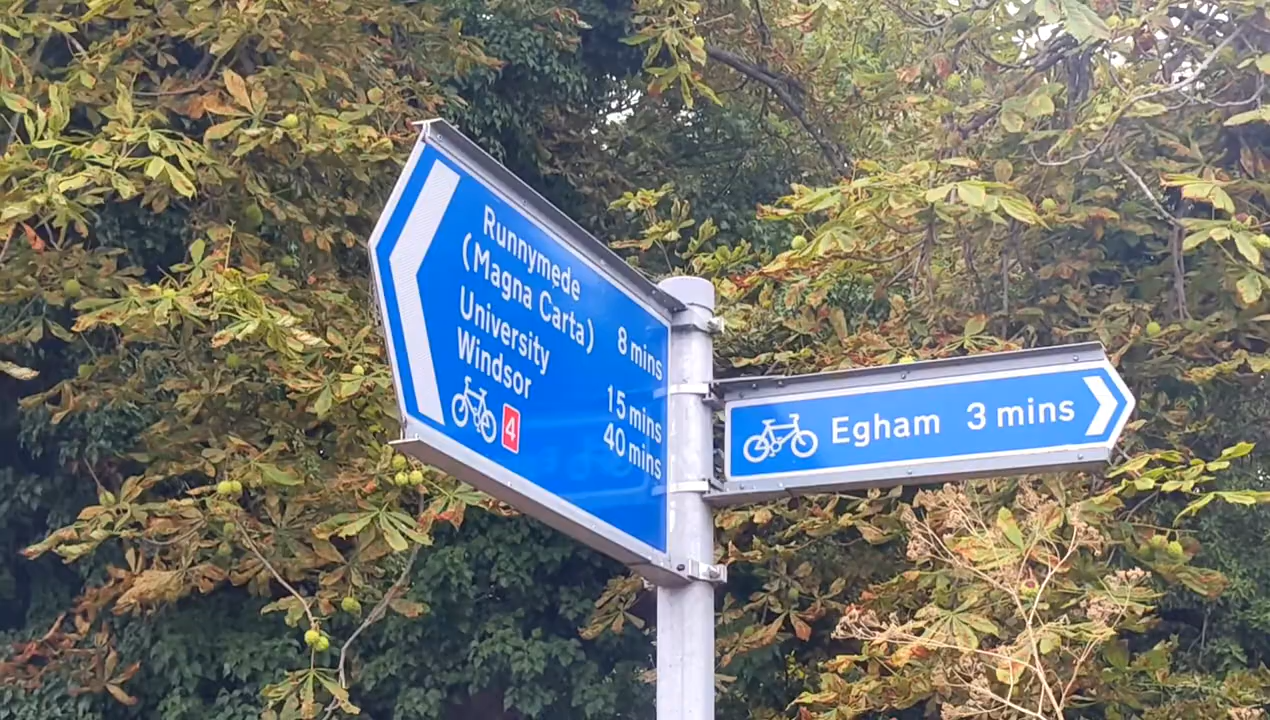 Runnymede
(Magna Carta) 8 mins
University 15 mins
Windsor 40 mins
4
Egham 3 mins